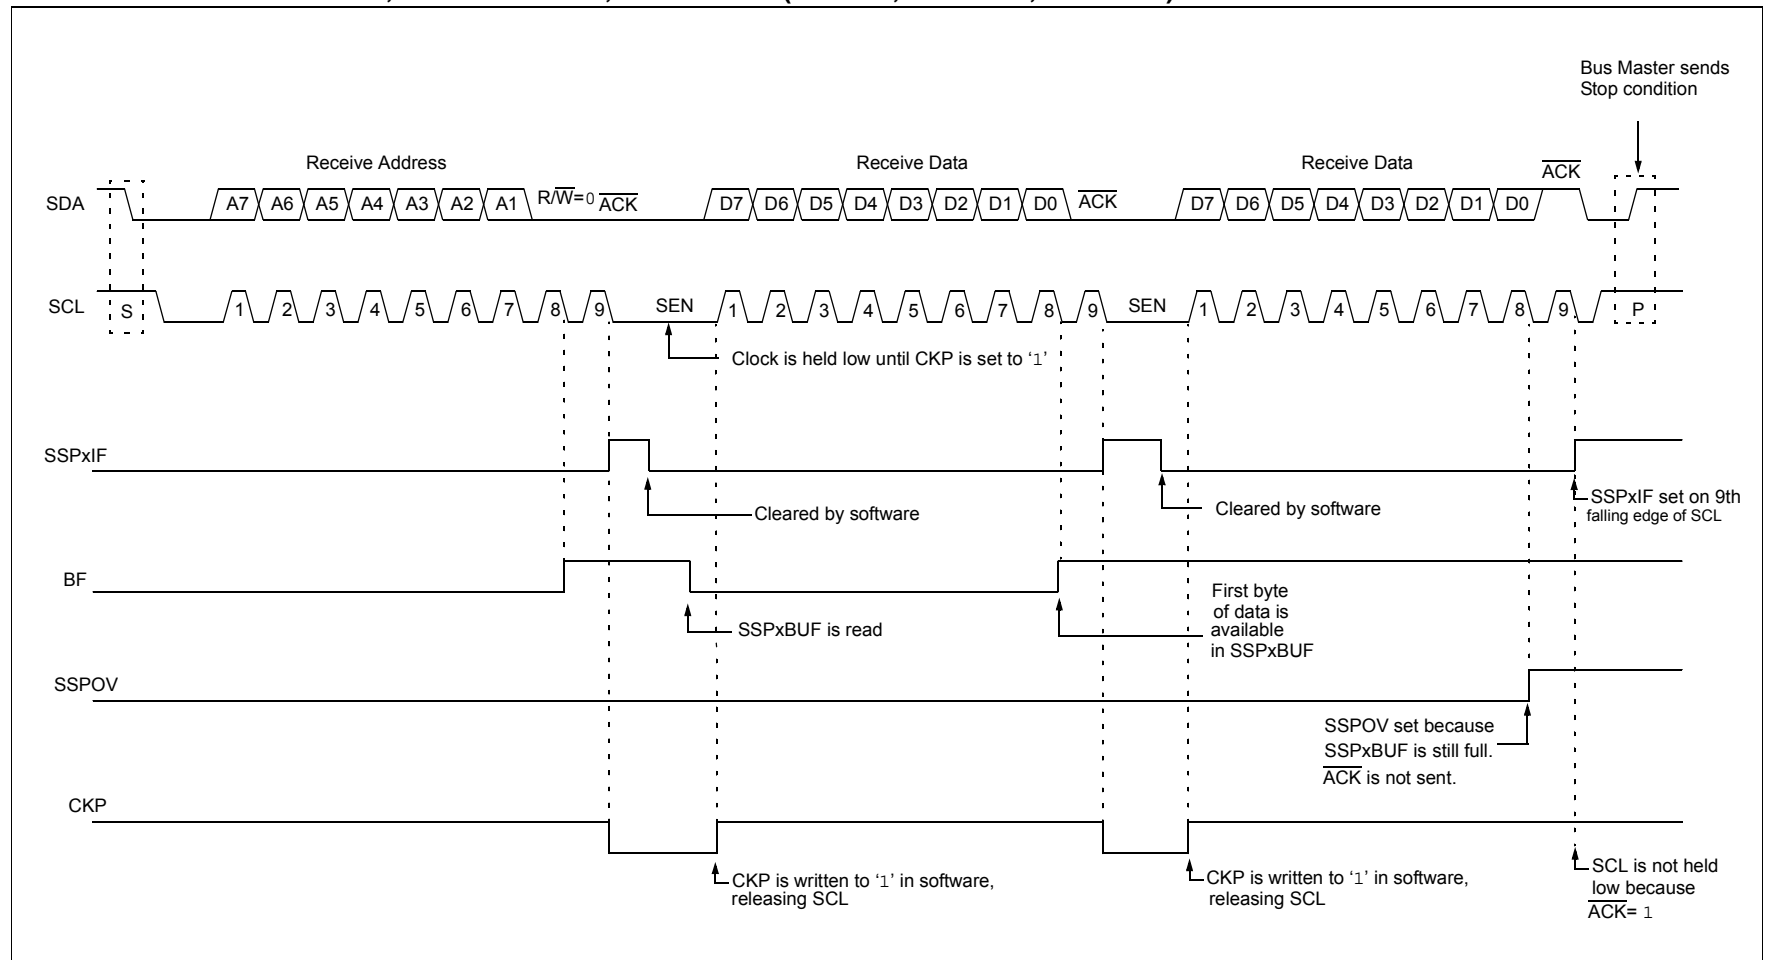 Bus Master sends
Stop condition
Receive Address
Receive Data
Receive Data
ACK
SDA
A7 A6 A5 A4 A3 A2 A1 R/W=0 ACK
D7 D6 D5 D4 D3 D2 D1 D0 ACK
D7 D6 D5 D4 D3 D2 D1 D0
SCL
S
1 2 3 4 5 6 7 8 9 SEN
1 2 3 4 5 6 7 8 9 SEN
1 2 3 4 5 6 7 8 9 P
Clock is held low until CKP is set to ‘1’
SSPxIF
Cleared by software
Cleared by software
SSPxIF set on 9th
falling edge of SCL
BF
SSPxBUF is read
First byte
of data is
available
in SSPxBUF
SSPOV
SSPOV set because
SSPxBUF is still full.
ACK is not sent.
CKP
CKP is written to ‘1’ in software,
releasing SCL
CKP is written to ‘1’ in software,
releasing SCL
SCL is not held
low because
ACK= 1